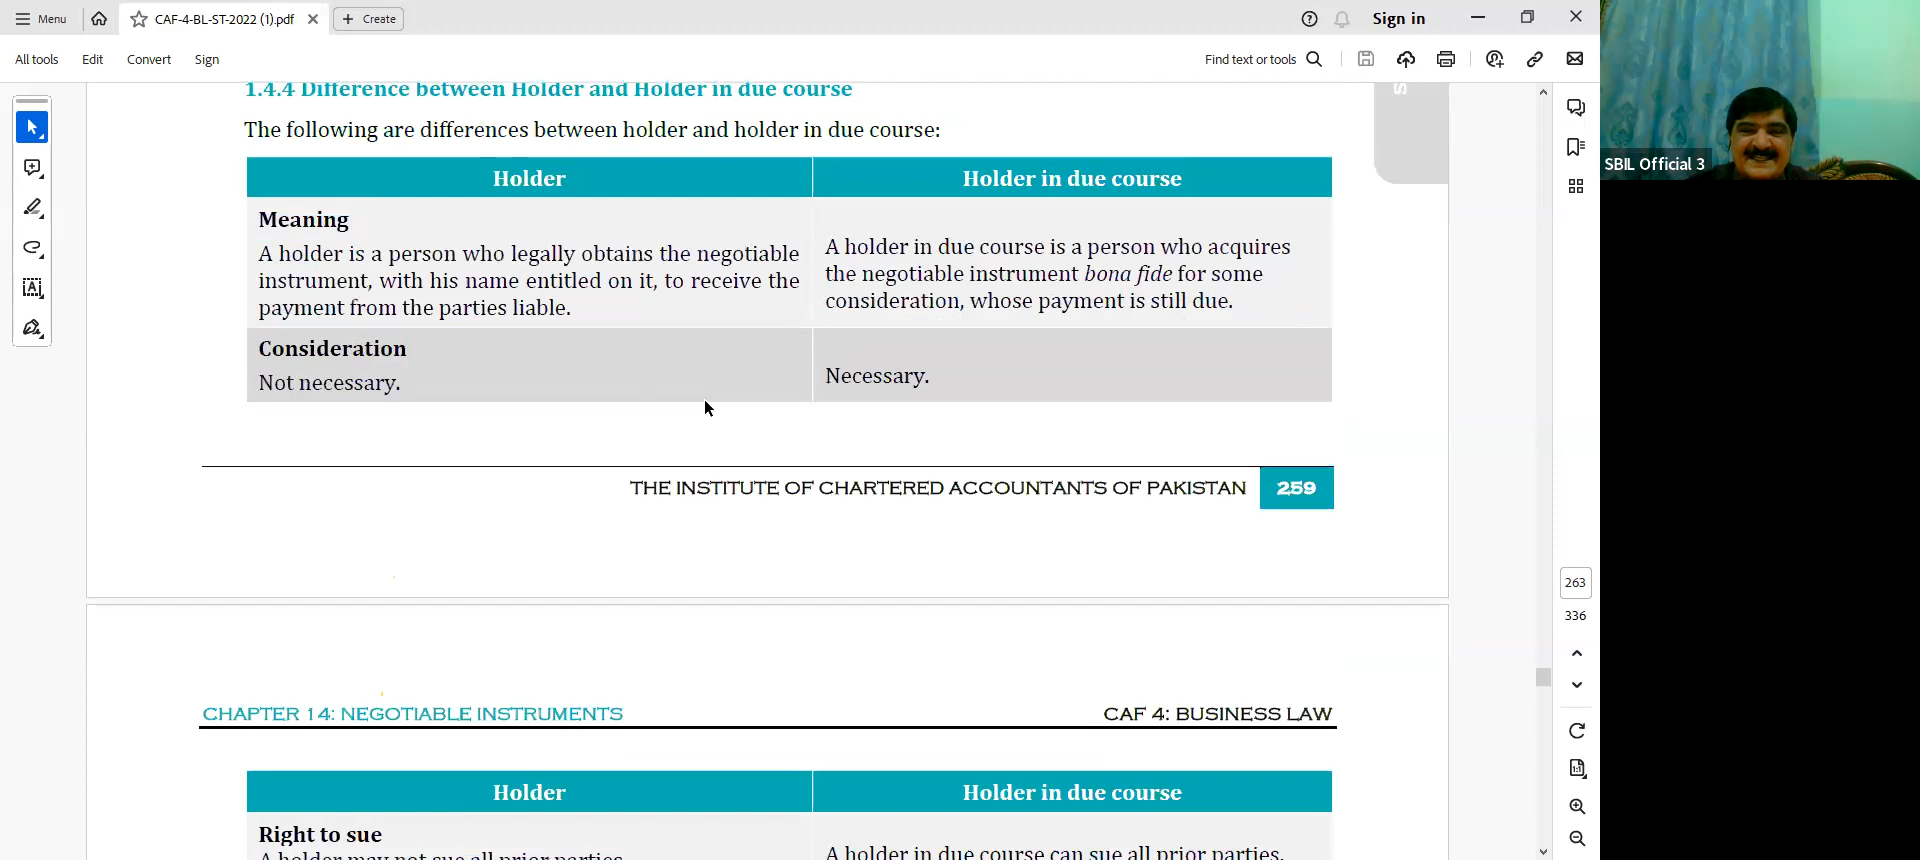 Menu
CAF-4-BL-ST-2022 (1).pdf
Create
Sign in
All tools
Edit
Convert
Sign
Find text or tools
1.4.4 Difference between Holder and Holder in due course
The following are differences between holder and holder in due course:
Holder
Holder in due course
Meaning
A holder is a person who legally obtains the negotiable
instrument, with his name entitled on it, to receive the
payment from the parties liable.
A holder in due course is a person who acquires
the negotiable instrument bona fide for some
consideration, whose payment is still due.
Consideration
Not necessary.
Necessary.
THE INSTITUTE OF CHARTERED ACCOUNTANTS OF PAKISTAN 259
CHAPTER 14: NEGOTIABLE INSTRUMENTS
CAF 4: BUSINESS LAW
Holder
Holder in due course
Right to sue
A holder may not sue all prior parties.
A holder in due course can sue all prior parties.
263
336
SBIL Official 3